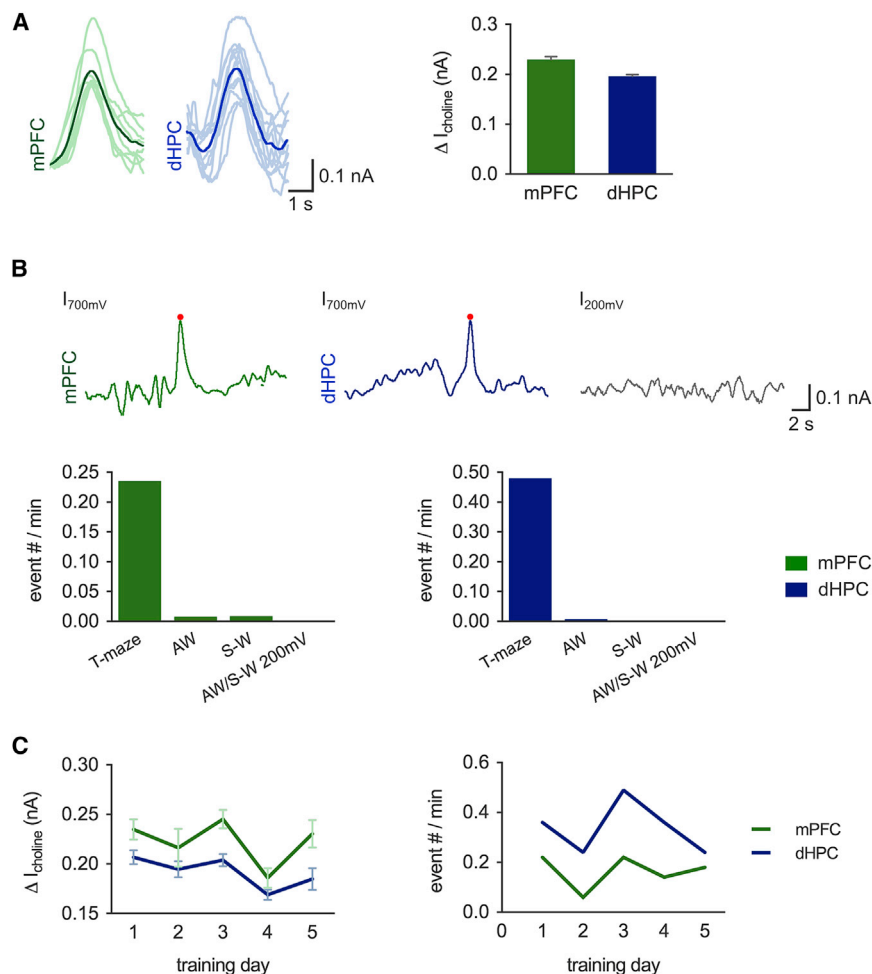 A
mPFC
dHPC
0.1 nA
1 s
Δ I_choline (nA)
0.3
0.2
0.1
0.0
mPFC
dHPC
B
I_700mV
mPFC
I_700mV
dHPC
I_200mV
0.1 nA
2 s
event # / min
0.25
0.20
0.15
0.10
0.05
0.00
T-maze
AW
S-W
AW/S-W 200mV
event # / min
0.50
0.40
0.30
0.20
0.10
0.00
T-maze
AW
S-W
AW/S-W 200mV
mPFC
dHPC
C
Δ I_choline (nA)
0.30
0.25
0.20
0.15
1 2 3 4 5
training day
event # / min
0.6
0.4
0.2
0.0
0 1 2 3 4 5
training day
mPFC
dHPC